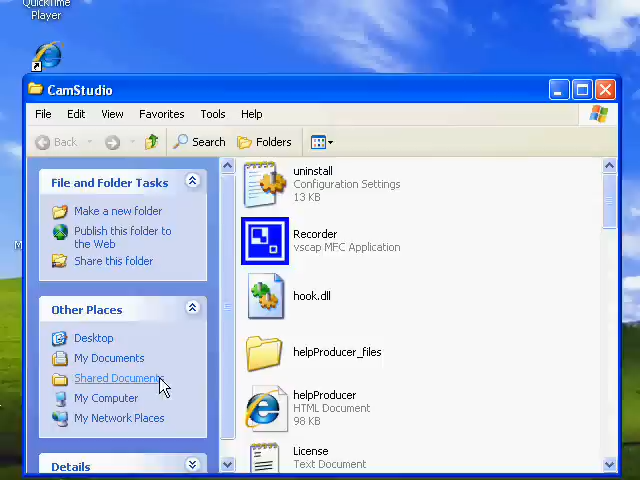 QuickTime
Player
CamStudio
File Edit View Favorites Tools Help
Back Search Folders
File and Folder Tasks
Make a new folder
Publish this folder to
the Web
Share this folder
Other Places
Desktop
My Documents
Shared Documents
My Computer
My Network Places
Details
uninstall
Configuration Settings
13 KB
Recorder
vscap MFC Application
hook.dll
helpProducer_files
helpProducer
HTML Document
98 KB
License
Text Document